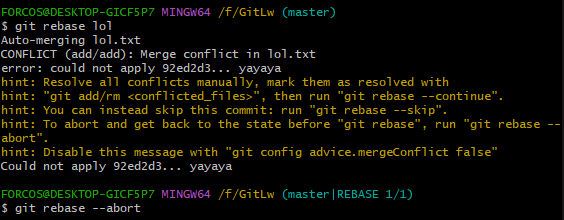 FORCOS@DESKTOP-GICF5P7 MINGW64 /f/GitLw (master)
$ git rebase lol
Auto-merging lol.txt
CONFLICT (add/add): Merge conflict in lol.txt
error: could not apply 92ed2d3... yayaya
hint: Resolve all conflicts manually, mark them as resolved with
hint: "git add/rm <conflicted_files>", then run "git rebase --continue".
hint: You can instead skip this commit: run "git rebase --skip".
hint: To abort and get back to the state before "git rebase", run "git rebase --
abort".
hint: Disable this message with "git config advice.mergeConflict false"
Could not apply 92ed2d3... yayaya
FORCOS@DESKTOP-GICF5P7 MINGW64 /f/GitLw (master|REBASE 1/1)
$ git rebase --abort